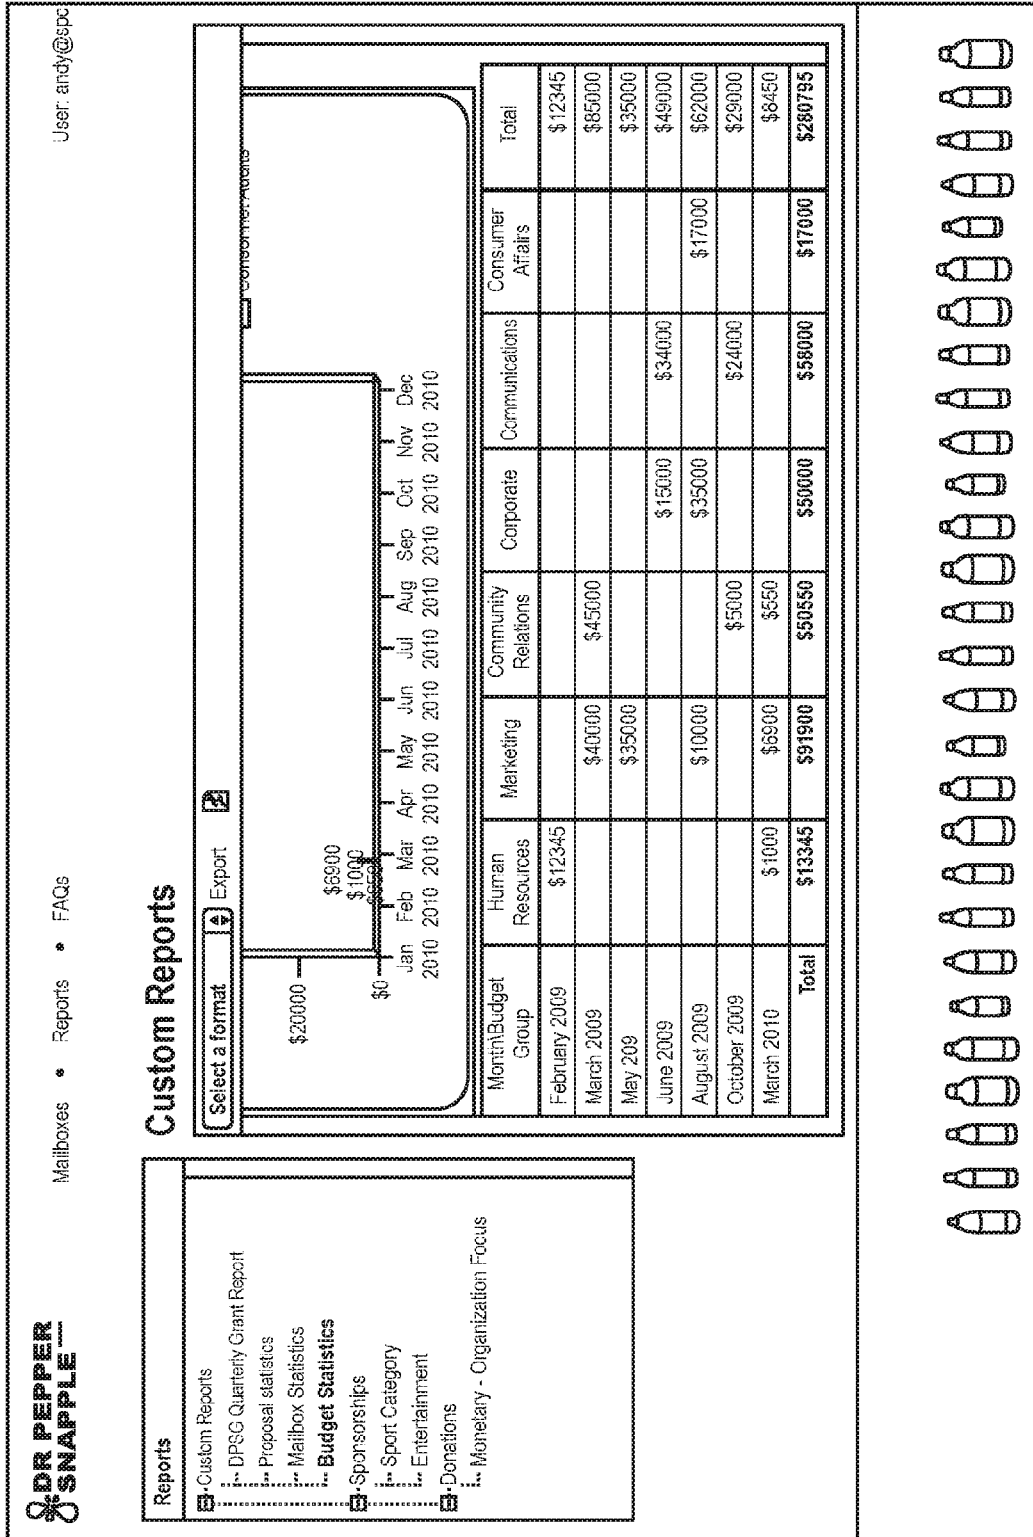 DR PEPPER
SNAPPLE
Mailboxes • Reports • FAQs
User: andy@spc
Reports
Custom Reports
DPSG Quarterly Grant Report
Proposal statistics
Mailbox Statistics
Budget Statistics
Sponsorships
Sport Category
Entertainment
Donations
Monetary - Organization Focus
Custom Reports
Select a format Export
$20000
$0
$6900
$1000
Jan 2010 Feb 2010 Mar 2010 Apr 2010 May 2010 Jun 2010 Jul 2010 Aug 2010 Sep 2010 Oct 2010 Nov 2010 Dec 2010
Month\Budget Group Human Resources Marketing Community Relations Corporate Communications Consumer Affairs Total
February 2009 $12345 $12345
March 2009 $40000 $45000 $85000
May 209 $35000 $35000
June 2009 $15000 $34000 $49000
August 2009 $10000 $35000 $17000 $62000
October 2009 $5000 $24000 $29000
March 2010 $1000 $6900 $550 $8450
Total $13345 $91900 $50550 $50000 $58000 $17000 $280795